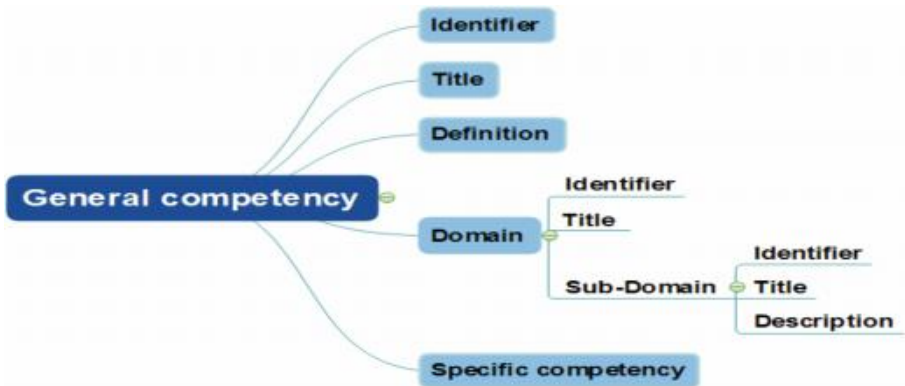 Identifier
Title
Definition
General competency
Domain
Identifier
Title
Sub-Domain
Identifier
Title
Description
Specific competency